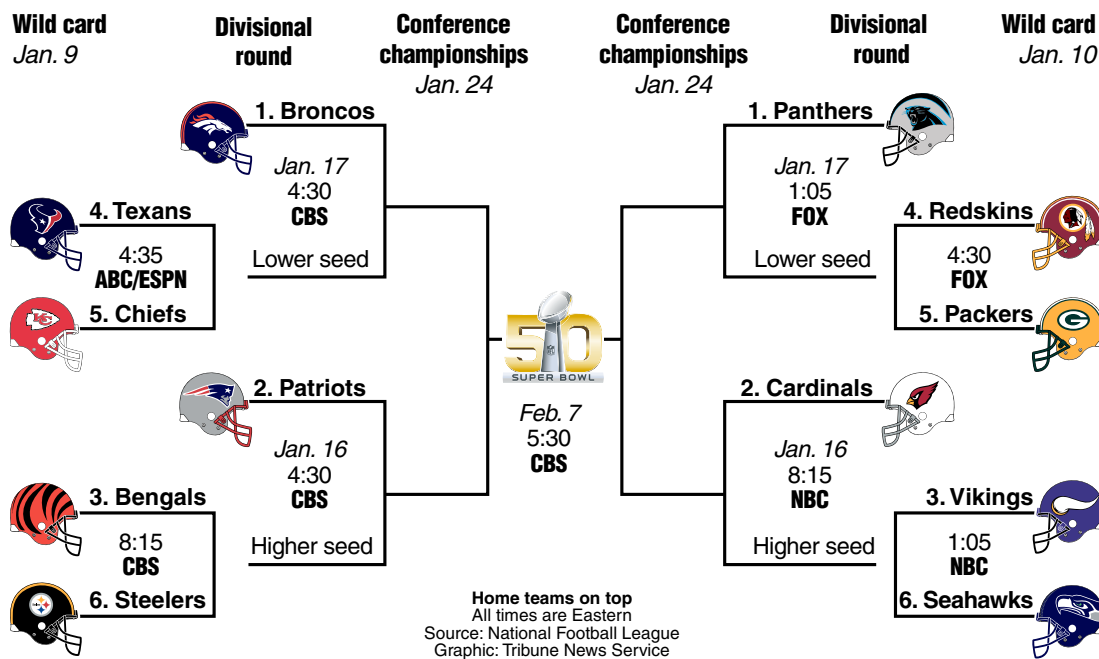 Wild card
Jan. 9
Divisional
round
Conference
championships
Jan. 24
Conference
championships
Jan. 24
Divisional
round
Wild card
Jan. 10
1. Broncos
Jan. 17
4:30
CBS
Lower seed
4. Texans
4:35
ABC/ESPN
5. Chiefs
2. Patriots
Jan. 16
4:30
CBS
Higher seed
3. Bengals
8:15
CBS
6. Steelers
50
SUPER BOWL
Feb. 7
5:30
CBS
1. Panthers
Jan. 17
1:05
FOX
Lower seed
4. Redskins
4:30
FOX
5. Packers
2. Cardinals
Jan. 16
8:15
NBC
Higher seed
3. Vikings
1:05
NBC
6. Seahawks
Home teams on top
All times are Eastern
Source: National Football League
Graphic: Tribune News Service